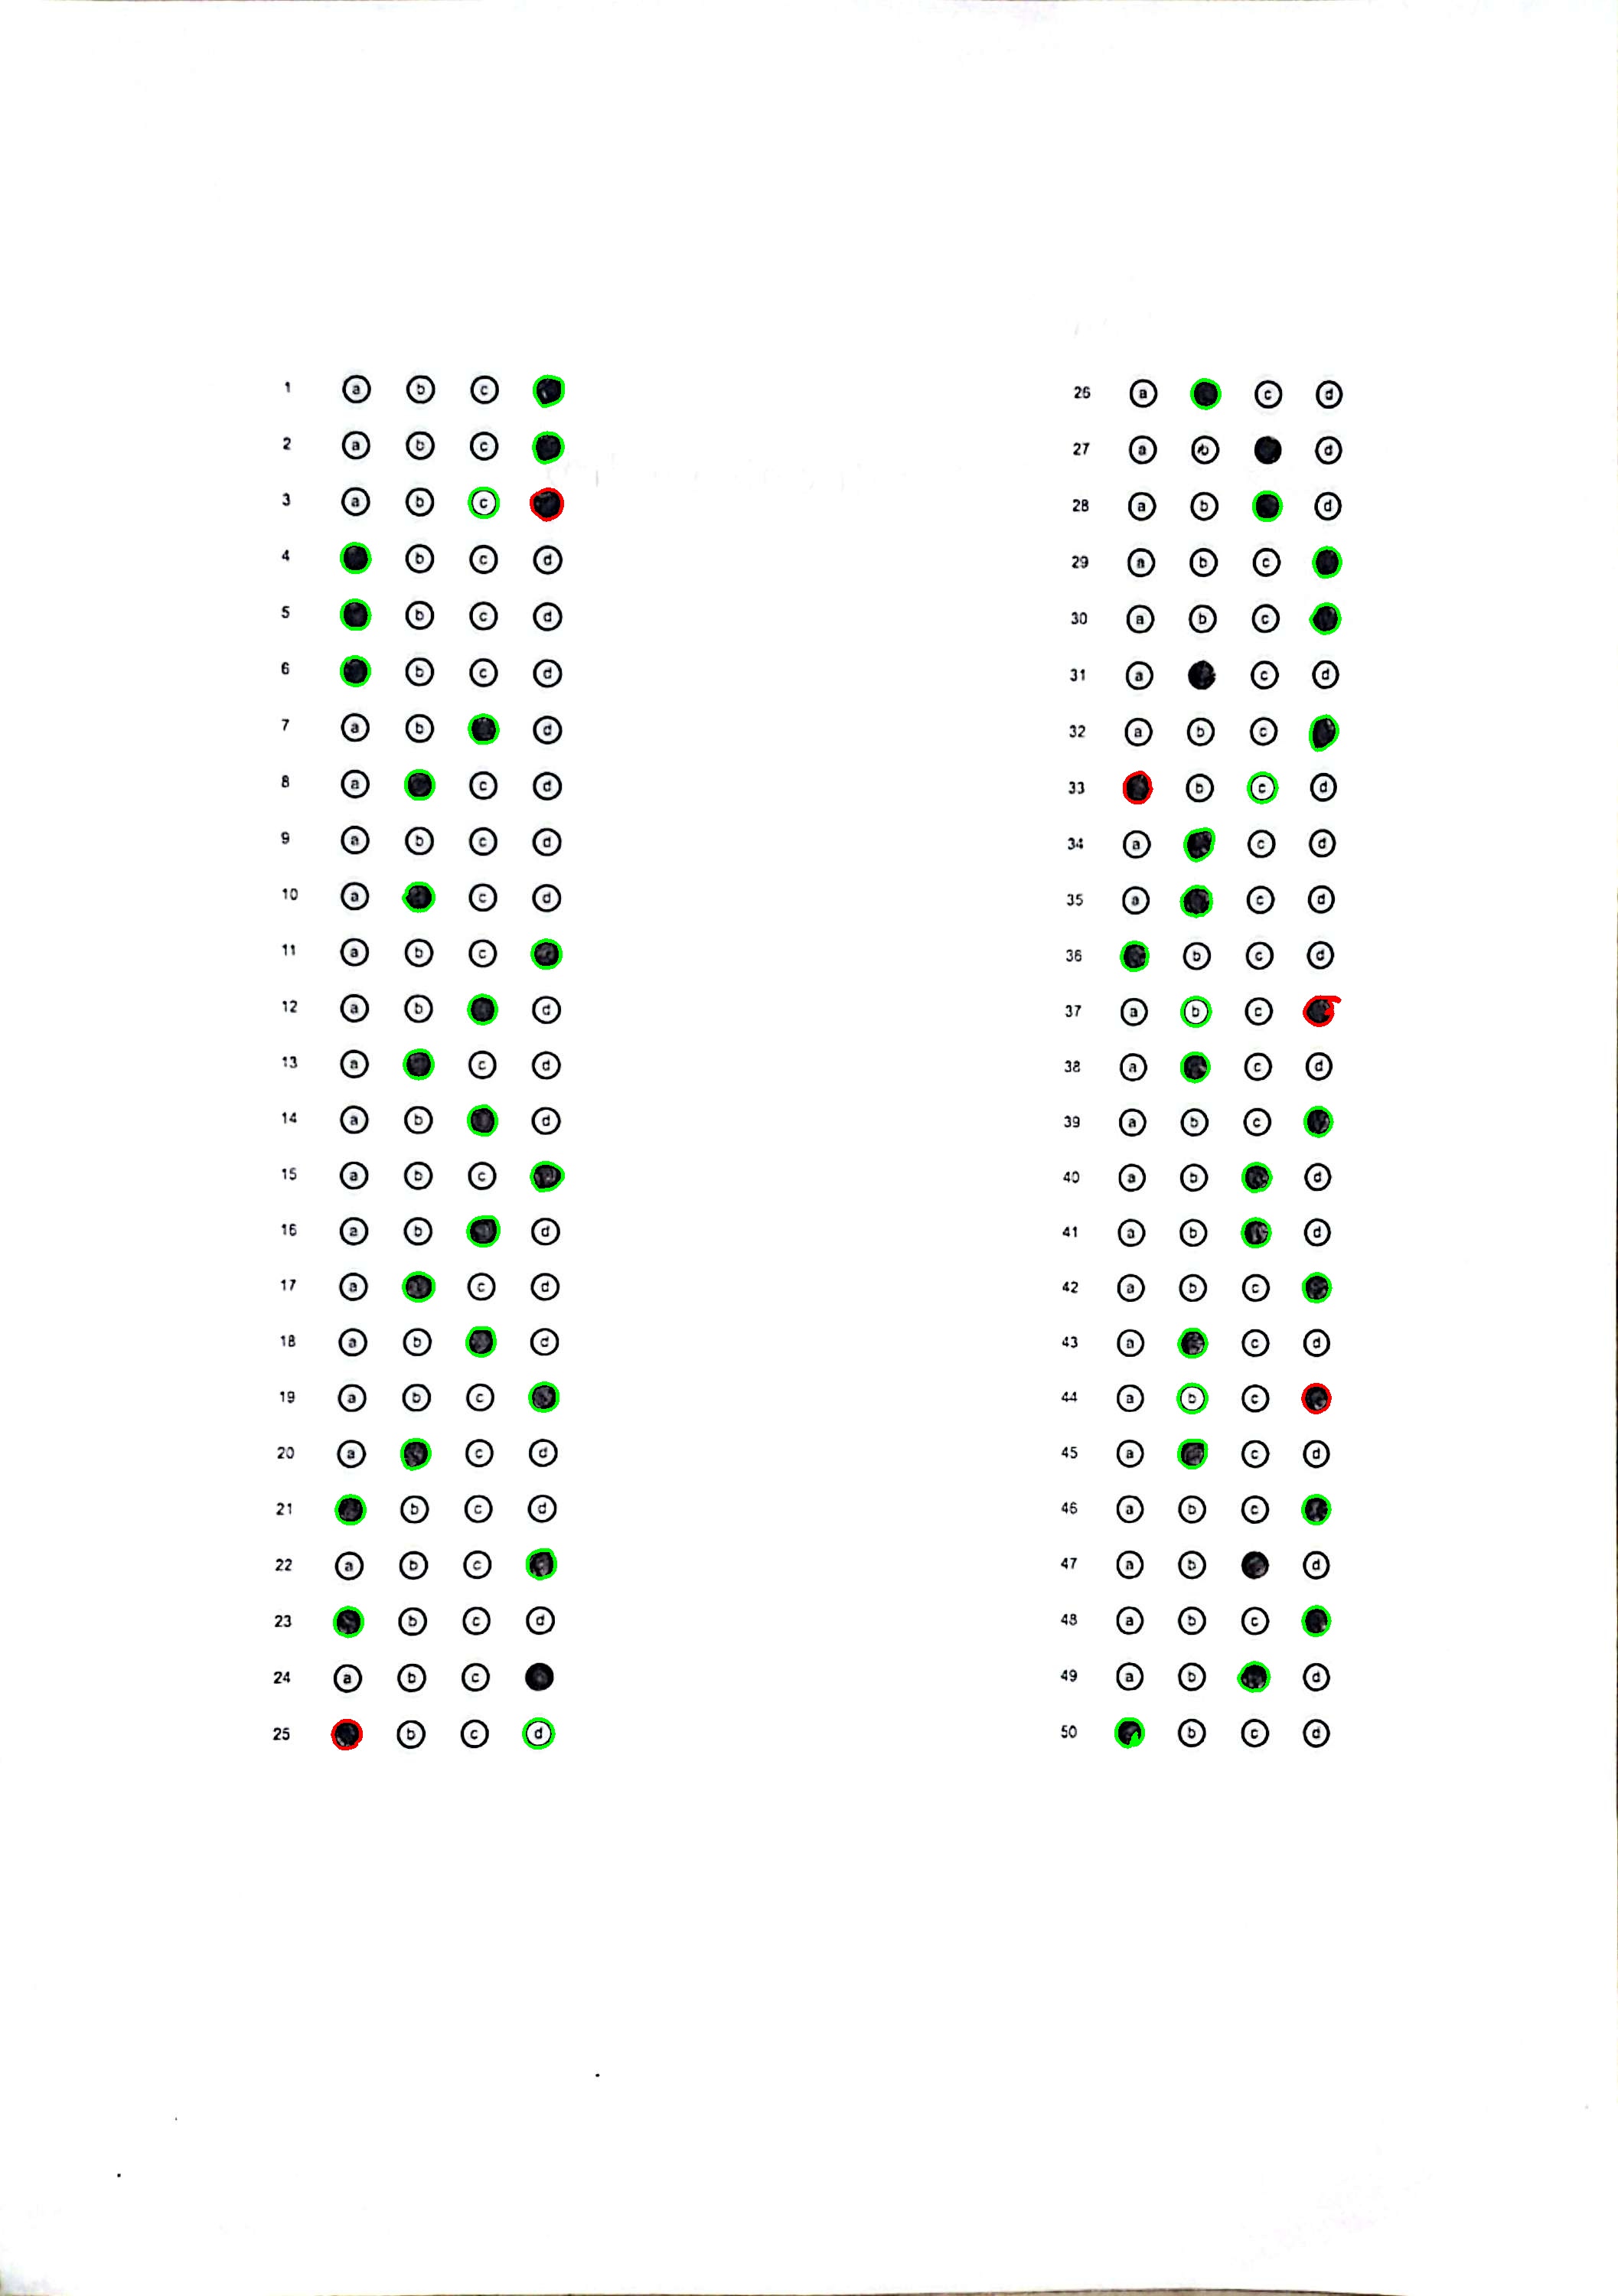 1 a b c
2 a b c
3 a b c
4 b c d
5 b c d
6 b c d
7 a b d
8 a c d
9 a b c d
10 a c d
11 a b c
12 a b d
13 a c d
14 a b d
15 a b c
16 a b d
17 a c d
18 a b d
19 a b c
20 a c d
21 b c d
22 a b c
23 b c d
24 a b c
25 b c d
26 a c d
27 a b d
28 a b d
29 a b c
30 a b c
31 a c d
32 a b c
33 b c d
34 a c d
35 a c d
36 b c d
37 a b c
38 a c d
39 a b c
40 a b d
41 a b d
42 a b c
43 a c d
44 a b c
45 a c d
46 a b c
47 a b d
48 a b c
49 a b d
50 b c d